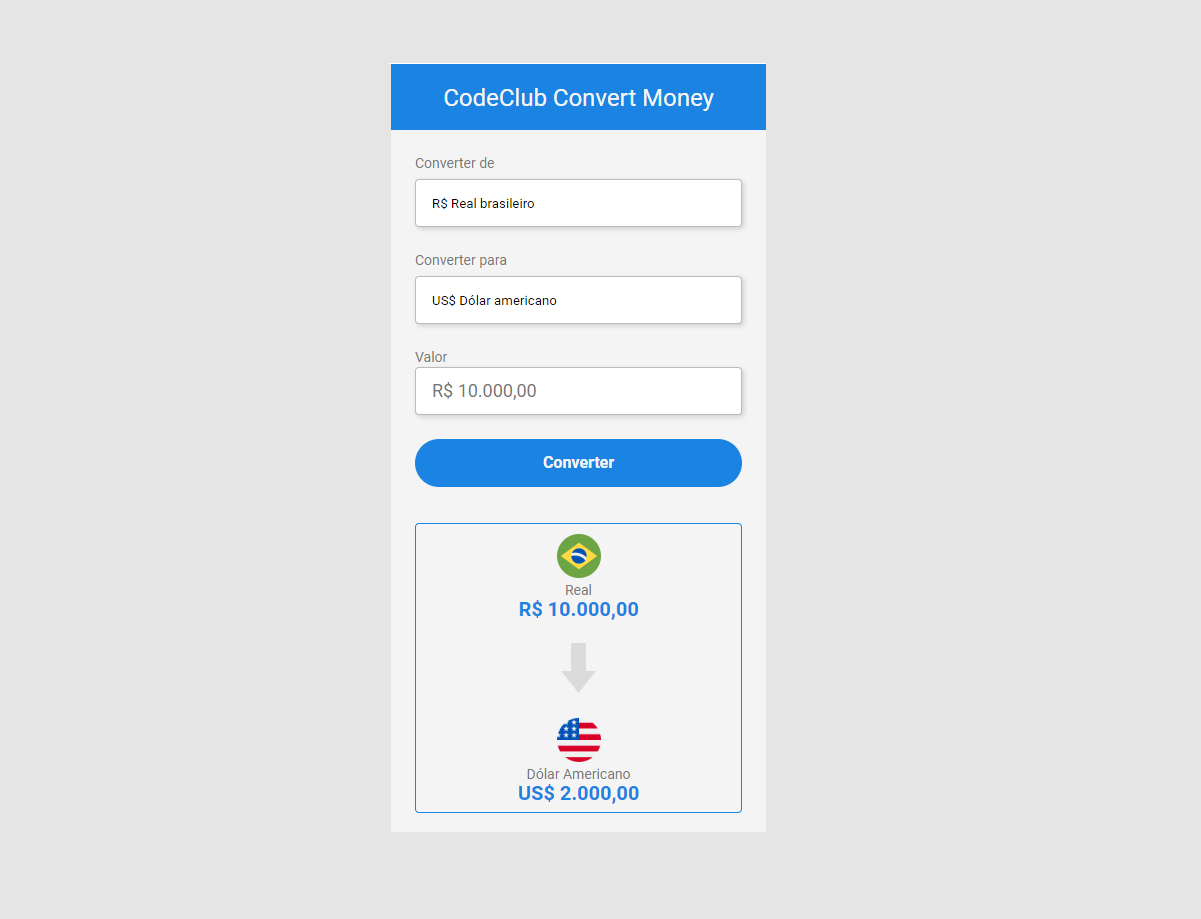 CodeClub Convert Money
Converter de
R$ Real brasileiro
Converter para
US$ Dólar americano
Valor
R$ 10.000,00
Converter
Real
R$ 10.000,00
Dólar Americano
US$ 2.000,00